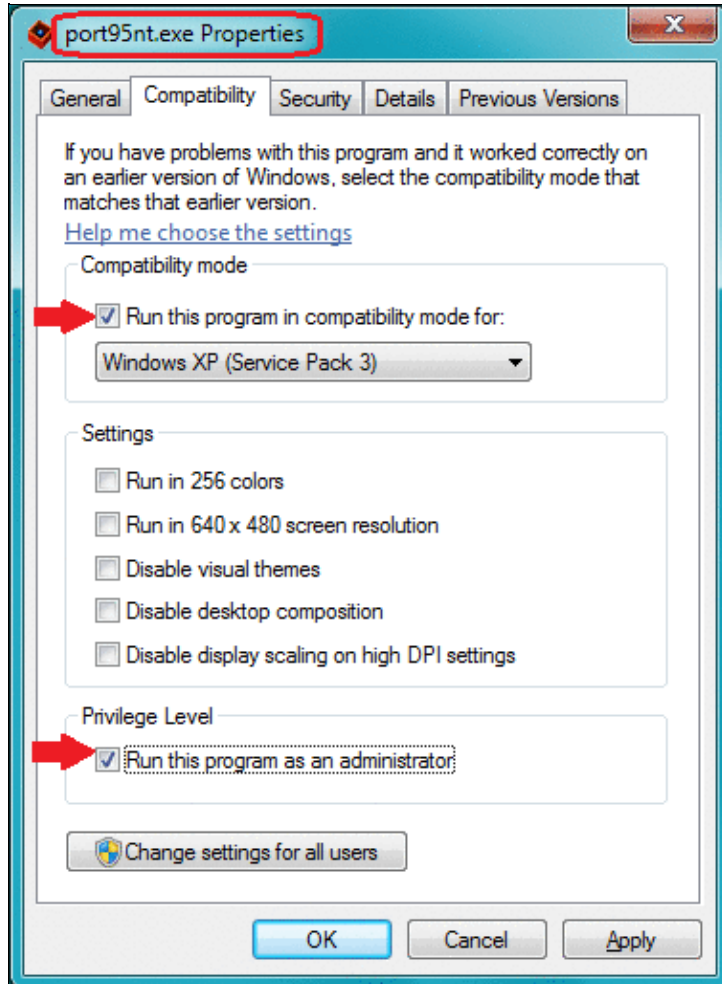 port95nt.exe Properties
General Compatibility Security Details Previous Versions
If you have problems with this program and it worked correctly on
an earlier version of Windows, select the compatibility mode that
matches that earlier version.
Help me choose the settings
Compatibility mode
Run this program in compatibility mode for:
Windows XP (Service Pack 3)
Settings
Run in 256 colors
Run in 640 x 480 screen resolution
Disable visual themes
Disable desktop composition
Disable display scaling on high DPI settings
Privilege Level
Run this program as an administrator
Change settings for all users
OK Cancel Apply